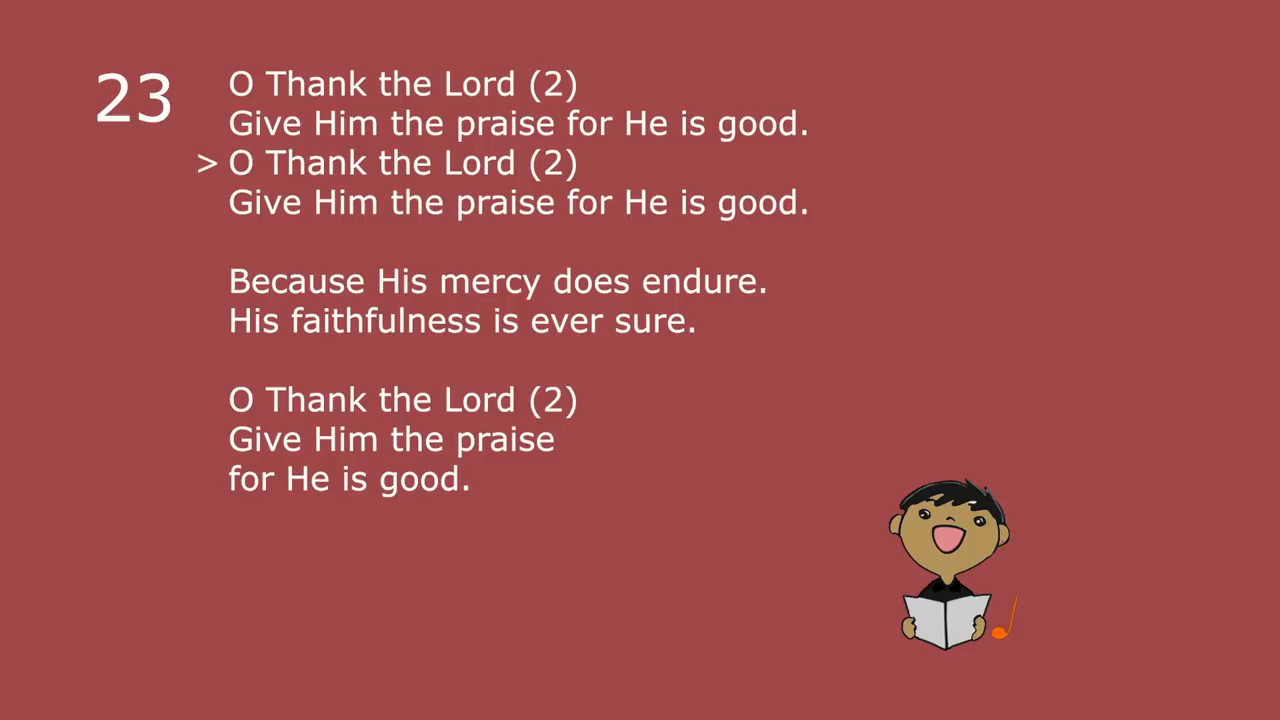 23
O Thank the Lord (2)
Give Him the praise for He is good.
> O Thank the Lord (2)
Give Him the praise for He is good.
Because His mercy does endure.
His faithfulness is ever sure.
O Thank the Lord (2)
Give Him the praise
for He is good.